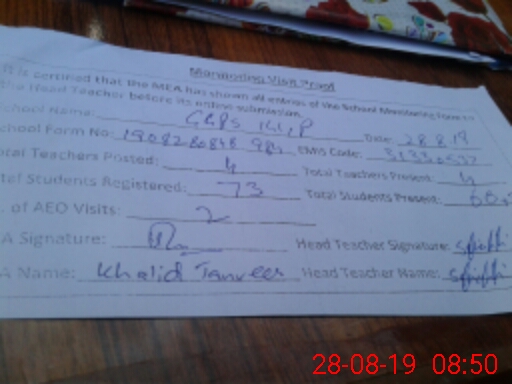 Monitoring Visit Proof
It is certified that the MEA has shown all entries of the School Monitoring Form to
the Head Teacher before its online submission.
School Name: GGPS Date: 28 8 19
School Form No: EMIS Code: 31330537
Total Teachers Posted: 4 Total Teachers Present: 4
Total Students Registered: 73 Total Students Present:
. of AEO Visits: 2
A Signature: Head Teacher Signature:
A Name: Khalid Tanveer Head Teacher Name:
28-08-19 08:50